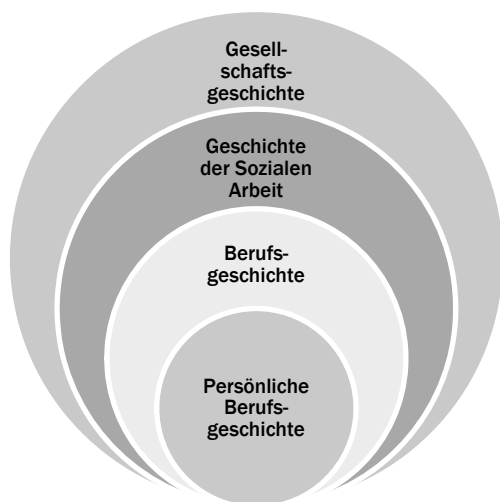 Gesell-
schafts-
geschichte
Geschichte
der Sozialen
Arbeit
Berufs-
geschichte
Persönliche
Berufs-
geschichte